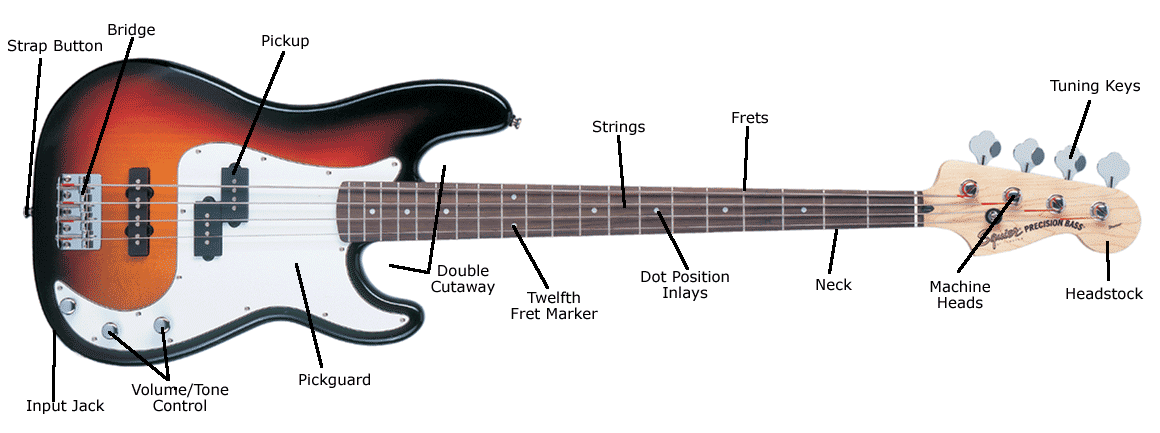 Bridge
Strap Button
Pickup
Tuning Keys
Strings
Frets
Squier PRECISION BASS
Double
Cutaway
Dot Position
Inlays
Neck
Machine
Heads
Headstock
Twelfth
Fret Marker
Pickguard
Volume/Tone
Control
Input Jack